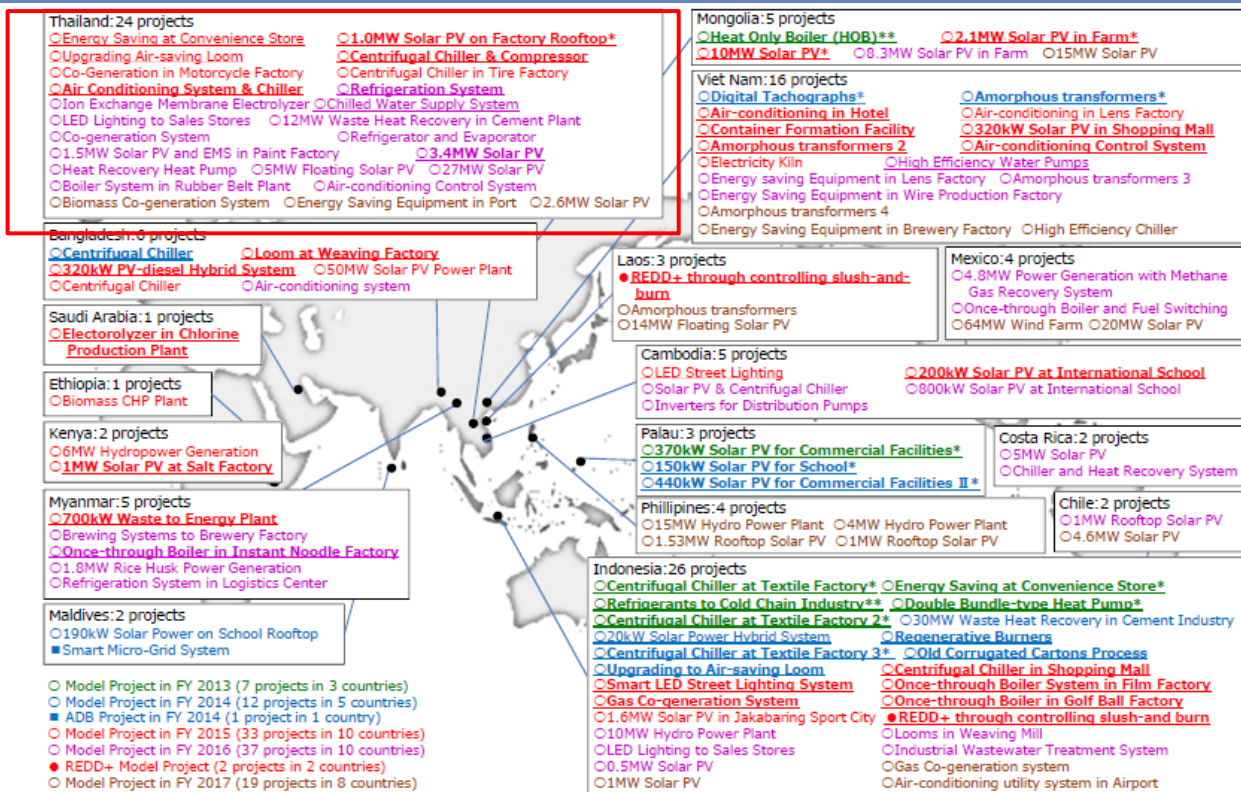 Thailand:24 projects
○Energy Saving at Convenience Store ○1.0MW Solar PV on Factory Rooftop*
○Upgrading Air-saving Loom ○Centrifugal Chiller & Compressor
○Co-Generation in Motorcycle Factory ○Centrifugal Chiller in Tire Factory
○Air Conditioning System & Chiller ○Refrigeration System
○Ion Exchange Membrane Electrolyzer ○Chilled Water Supply System
○LED Lighting to Sales Stores ○12MW Waste Heat Recovery in Cement Plant
○Co-generation System ○Refrigerator and Evaporator
○1.5MW Solar PV and EMS in Paint Factory ○3.4MW Solar PV
○Heat Recovery Heat Pump ○5MW Floating Solar PV ○27MW Solar PV
○Boiler System in Rubber Belt Plant ○Air-conditioning Control System
○Biomass Co-generation System ○Energy Saving Equipment in Port ○2.6MW Solar PV
Mongolia:5 projects
○Heat Only Boiler (HOB)** ○2.1MW Solar PV in Farm*
○10MW Solar PV* ○8.3MW Solar PV in Farm ○15MW Solar PV
Viet Nam:16 projects
○Digital Tachographs* ○Amorphous transformers*
○Air-conditioning in Hotel ○Air-conditioning in Lens Factory
○Container Formation Facility ○320kW Solar PV in Shopping Mall
○Amorphous transformers 2 ○Air-conditioning Control System
○Electricity Kiln ○High Efficiency Water Pumps
○Energy saving Equipment in Lens Factory ○Amorphous transformers 3
○Energy Saving Equipment in Wire Production Factory
○Amorphous transformers 4
○Energy Saving Equipment in Brewery Factory ○High Efficiency Chiller
Bangladesh:6 projects
○Centrifugal Chiller ○Loom at Weaving Factory
○320kW PV-diesel Hybrid System ○50MW Solar PV Power Plant
○Centrifugal Chiller ○Air-conditioning system
Laos:3 projects
●REDD+ through controlling slush-and-
burn
○Amorphous transformers
○14MW Floating Solar PV
Mexico:4 projects
○4.8MW Power Generation with Methane
Gas Recovery System
○Once-through Boiler and Fuel Switching
○64MW Wind Farm ○20MW Solar PV
Saudi Arabia:1 projects
○Electorolyzer in Chlorine
Production Plant
Cambodia:5 projects
○LED Street Lighting ○200kW Solar PV at International School
○Solar PV & Centrifugal Chiller ○800kW Solar PV at International School
○Inverters for Distribution Pumps
Ethiopia:1 projects
○Biomass CHP Plant
Kenya:2 projects
○6MW Hydropower Generation
○1MW Solar PV at Salt Factory
Palau:3 projects
○370kW Solar PV for Commercial Facilities*
○150kW Solar PV for School*
○440kW Solar PV for Commercial Facilities II*
Costa Rica:2 projects
○5MW Solar PV
○Chiller and Heat Recovery System
Myanmar:5 projects
○700kW Waste to Energy Plant
○Brewing Systems to Brewery Factory
○Once-through Boiler in Instant Noodle Factory
○1.8MW Rice Husk Power Generation
○Refrigeration System in Logistics Center
Phillipines:4 projects
○15MW Hydro Power Plant ○4MW Hydro Power Plant
○1.53MW Rooftop Solar PV ○1MW Rooftop Solar PV
Chile:2 projects
○1MW Rooftop Solar PV
○4.6MW Solar PV
Maldives:2 projects
○190kW Solar Power on School Rooftop
■Smart Micro-Grid System
Indonesia:26 projects
○Centrifugal Chiller at Textile Factory* ○Energy Saving at Convenience Store*
○Refrigerants to Cold Chain Industry** ○Double Bundle-type Heat Pump*
○Centrifugal Chiller at Textile Factory 2* ○30MW Waste Heat Recovery in Cement Industry
○20kW Solar Power Hybrid System ○Regenerative Burners
○Centrifugal Chiller at Textile Factory 3* ○Old Corrugated Cartons Process
○Upgrading to Air-saving Loom ○Centrifugal Chiller in Shopping Mall
○Smart LED Street Lighting System ○Once-through Boiler System in Film Factory
○Gas Co-generation System ○Once-through Boiler in Golf Ball Factory
○1.6MW Solar PV in Jakabaring Sport City ●REDD+ through controlling slush-and burn
○10MW Hydro Power Plant ○Looms in Weaving Mill
○LED Lighting to Sales Stores ○Industrial Wastewater Treatment System
○0.5MW Solar PV ○Gas Co-generation system
○1MW Solar PV ○Air-conditioning utility system in Airport
○ Model Project in FY 2013 (7 projects in 3 countries)
○ Model Project in FY 2014 (12 projects in 5 countries)
■ ADB Project in FY 2014 (1 project in 1 country)
○ Model Project in FY 2015 (33 projects in 10 countries)
○ Model Project in FY 2016 (37 projects in 10 countries)
● REDD+ Model Project (2 projects in 2 countries)
○ Model Project in FY 2017 (19 projects in 8 countries)